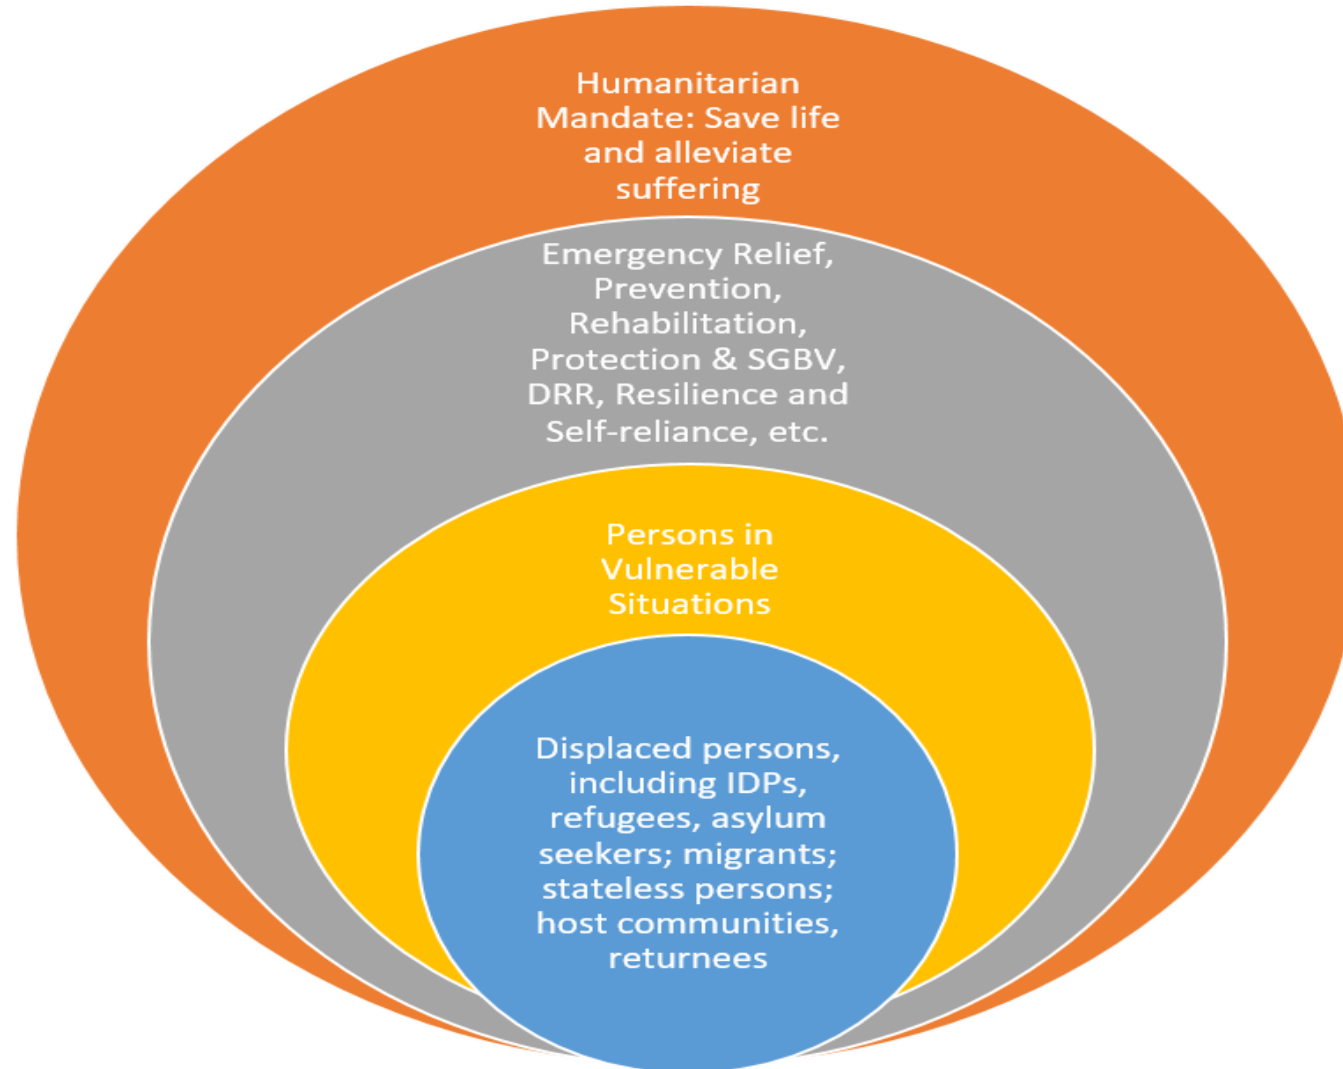 Humanitarian
Mandate: Save life
and alleviate
suffering
Emergency Relief,
Prevention,
Rehabilitation,
Protection & SGBV,
DRR, Resilience and
Self-reliance, etc.
Persons in
Vulnerable
Situations
Displaced persons,
including IDPs,
refugees, asylum
seekers; migrants;
stateless persons;
host communities,
returnees